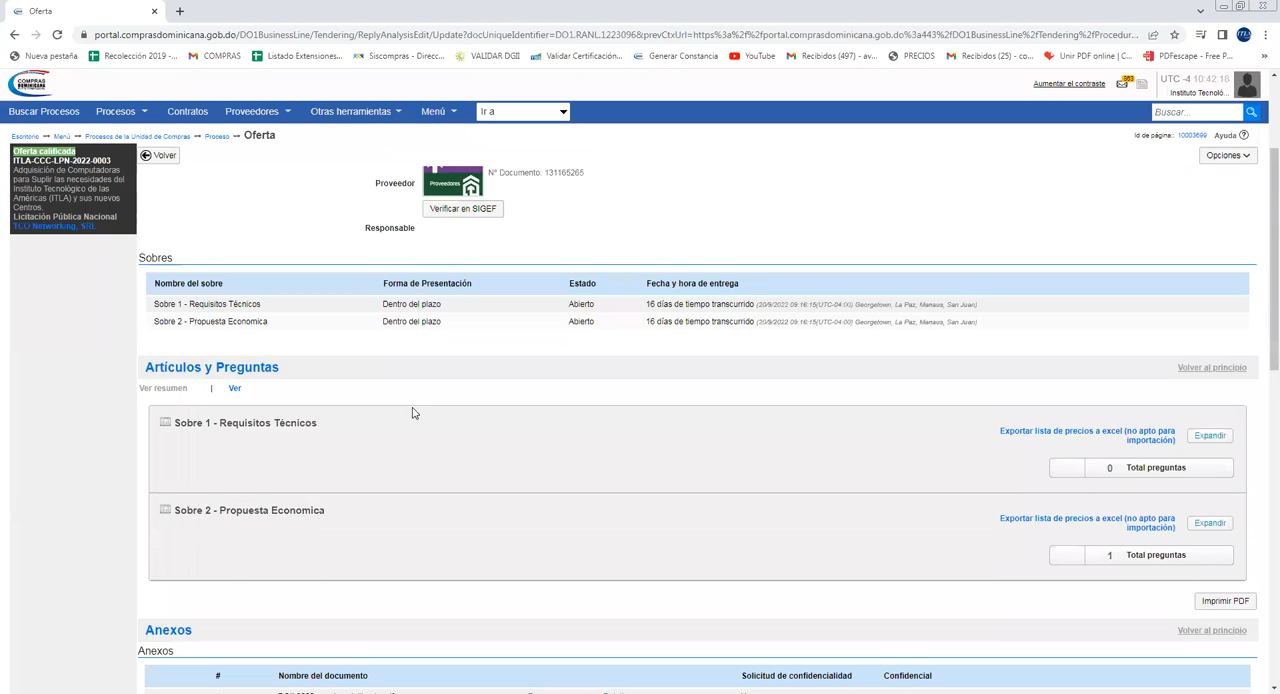 Oferta
portal.comprasdominicana.gob.do/DO1BusinessLine/Tendering/ReplyAnalysisEdit/Update?docUniqueIdentifier=DO1.RANL.1223096&prevCtxUrl=https%3a%2f%2fportal.comprasdominicana.gob.do%3a443%2fDO1BusinessLine%2fTendering%2fProcedur...
Nueva pestaña Recolección 2019 -... COMPRAS Listado Extensiones... Siscompras - Direcc... VALIDAR DGII Validar Certificación... Generar Constancia YouTube Recibidos (497) - av... PRECIOS Recibidos (25) - co... Unir PDF online | C... PDFescape - Free P... »
COMPRAS
DOMINICANA
Aumentar el contraste
UTC -4 10:42:18
Instituto Tecnoló...
Buscar Procesos Procesos Contratos Proveedores Otras herramientas Menú Ir a Buscar...
Escritorio Menú Procesos de la Unidad de Compras Proceso Oferta
Id de página:: 10003699 Ayuda
Oferta calificada
ITLA-CCC-LPN-2022-0003
Adquisición de Computadoras
para Suplir las necesidades del
Instituto Tecnológico de las
Américas (ITLA) y sus nuevos
Centros.
Licitación Pública Nacional
TCO Networking, SRL
Volver
Opciones
Proveedor
Proveedores
N° Documento: 131165265
Verificar en SIGEF
Responsable
Sobres
Nombre del sobre Forma de Presentación Estado Fecha y hora de entrega
Sobre 1 - Requisitos Técnicos Dentro del plazo Abierto 16 días de tiempo transcurrido (20/9/2022 09:16:15(UTC-04:00) Georgetown, La Paz, Manaus, San Juan)
Sobre 2 - Propuesta Economica Dentro del plazo Abierto 16 días de tiempo transcurrido (20/9/2022 09:16:15(UTC-04:00) Georgetown, La Paz, Manaus, San Juan)
Artículos y Preguntas
Volver al principio
Ver resumen | Ver
Sobre 1 - Requisitos Técnicos
Exportar lista de precios a excel (no apto para
importación)
Expandir
0 Total preguntas
Sobre 2 - Propuesta Economica
Exportar lista de precios a excel (no apto para
importación)
Expandir
1 Total preguntas
Imprimir PDF
Anexos
Volver al principio
Anexos
# Nombre del documento Solicitud de confidencialidad Confidencial